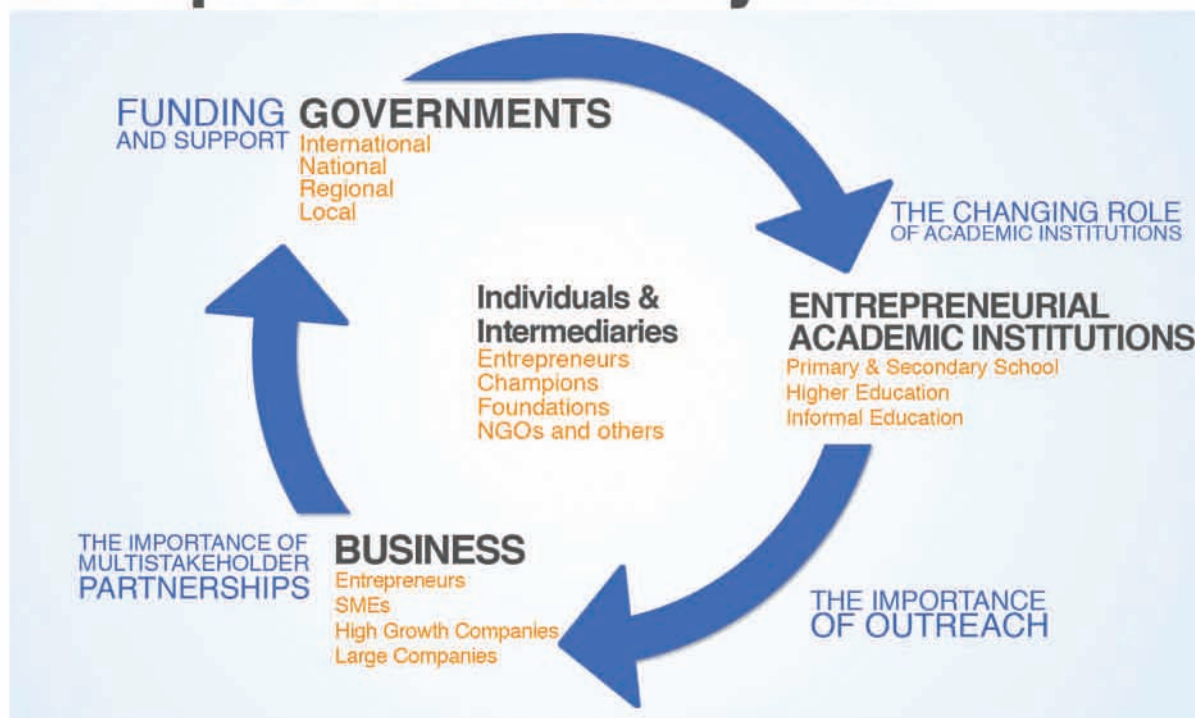 FUNDING
AND SUPPORT
GOVERNMENTS
International
National
Regional
Local
THE CHANGING ROLE
OF ACADEMIC INSTITUTIONS
Individuals &
Intermediaries
Entrepreneurs
Champions
Foundations
NGOs and others
ENTREPRENEURIAL
ACADEMIC INSTITUTIONS
Primary & Secondary School
Higher Education
Informal Education
THE IMPORTANCE OF
MULTISTAKEHOLDER
PARTNERSHIPS
BUSINESS
Entrepreneurs
SMEs
High Growth Companies
Large Companies
THE IMPORTANCE
OF OUTREACH